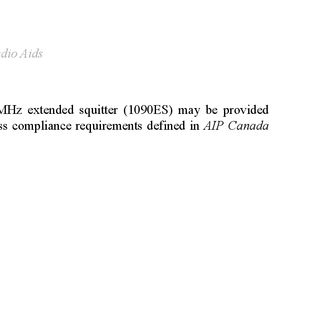 dio Aids
MHz extended squitter (1090ES) may be provided
ss compliance requirements defined in AIP Canada